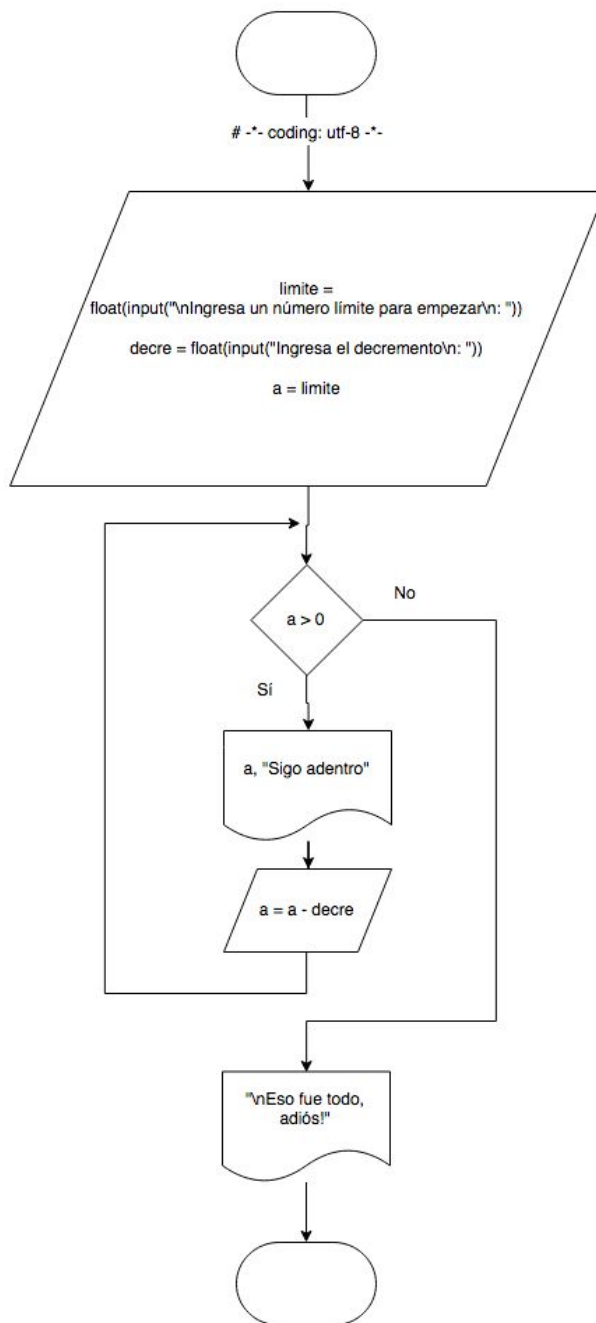 # -*- coding: utf-8 -*-
limite =
float(input("\nIngresa un número límite para empezar\n: "))
decre = float(input("Ingresa el decremento\n: "))
a = limite
a > 0
No
Sí
a, "Sigo adentro"
a = a - decre
"\nEso fue todo,
adiós!"